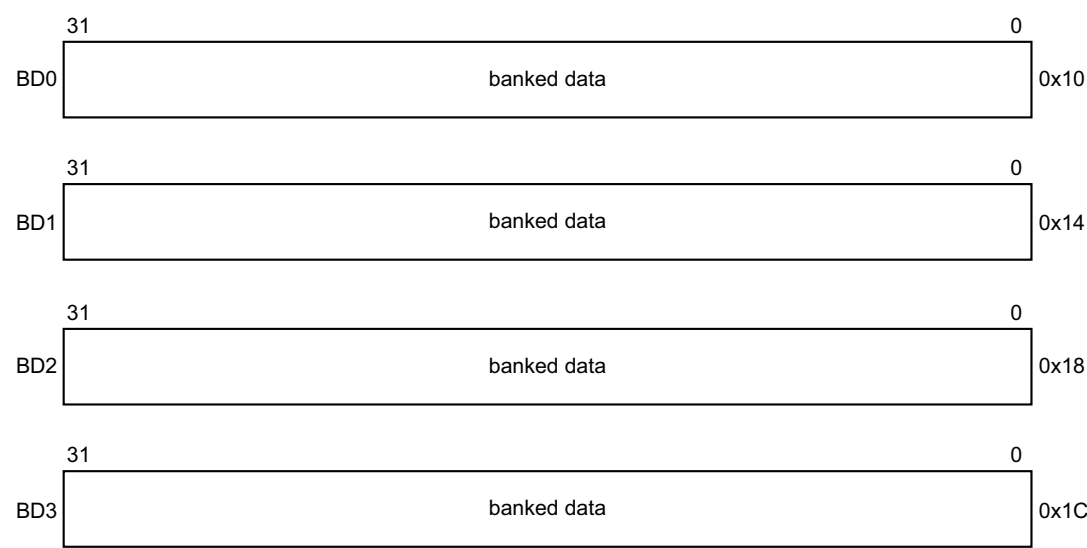 31 0
BD0 banked data 0x10
31 0
BD1 banked data 0x14
31 0
BD2 banked data 0x18
31 0
BD3 banked data 0x1C